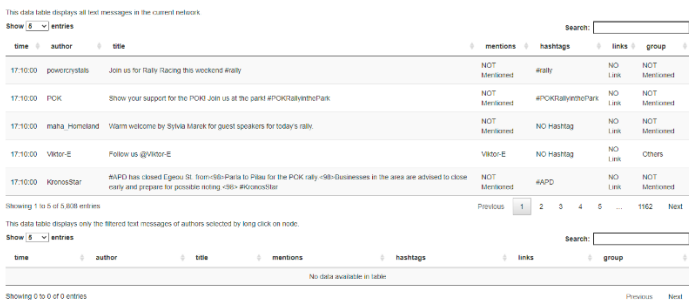 This data table displays all text messages in the current network.
Show 5 entries
Search:
time author title mentions hashtags links group
17:10:00 powercrystals Join us for Rally Racing this weekend #rally NOT Mentioned #rally NO Link NOT Mentioned
17:10:00 POK Show your support for the POK! Join us at the park! #POKRallyinthePark NOT Mentioned #POKRallyinthePark NO Link NOT Mentioned
17:10:00 maha_Homeland Warm welcome by Sylvia Marek for guest speakers for today's rally. NOT Mentioned NO Hashtag NO Link NOT Mentioned
17:10:00 Viktor-E Follow us @Viktor-E Viktor-E NO Hashtag NO Link Others
17:10:00 KronosStar #APD has closed Egeou St. from<98>Parla to Pilau for the POK rally.<98>Businesses in the area are advised to close early and prepare for possible rioting <98> #KronosStar NOT Mentioned #APD NO Link NOT Mentioned
Showing 1 to 5 of 5,808 entries
Previous 1 2 3 4 5 ... 1162 Next
This data table displays only the filtered text messages of authors selected by long click on node.
Show 5 entries
Search:
time author title mentions hashtags links group
No data available in table
Showing 0 to 0 of 0 entries
Previous Next